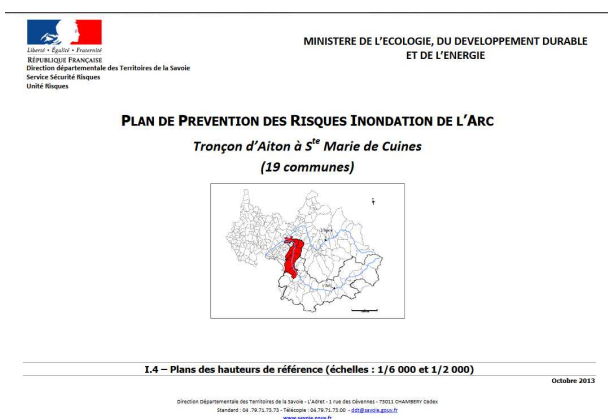 Liberté • Égalité • Fraternité
RÉPUBLIQUE FRANÇAISE
Direction départementale des Territoires de la Savoie
Service Sécurité Risques
Unité Risques
MINISTERE DE L'ECOLOGIE, DU DEVELOPPEMENT DURABLE
ET DE L'ENERGIE
PLAN DE PREVENTION DES RISQUES INONDATION DE L'ARC
Tronçon d'Aiton à Ste Marie de Cuines
(19 communes)
I.4 – Plans des hauteurs de référence (échelles : 1/6 000 et 1/2 000)
Octobre 2013
Direction Départementale des Territoires de la Savoie - L'Adret - 1 rue des Cévennes - 73011 CHAMBERY Cedex
Standard : 04 .79.71.73.73 - Télécopie : 04.79.71.73.00 - ddt@savoie.gouv.fr
www.savoie.gouv.fr